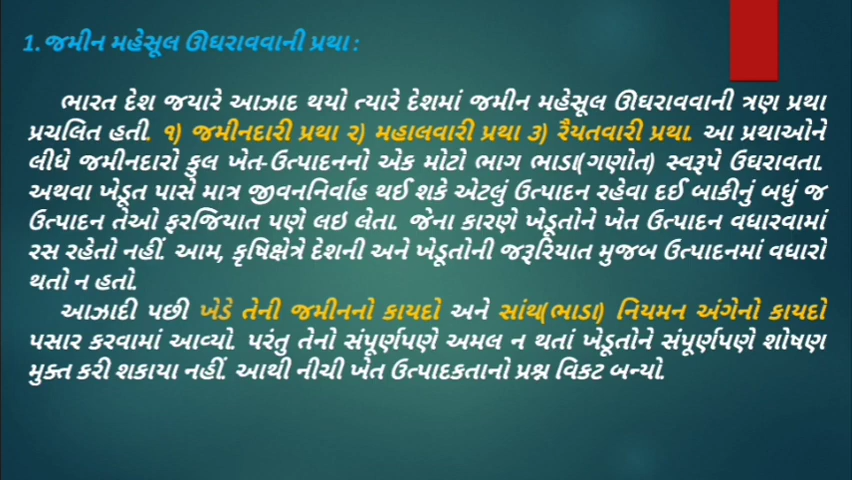 1. જમીન મહેસૂલ ઊઘરાવવાની પ્રથા :
ભારત દેશ જયારે આઝાદ થયો ત્યારે દેશમાં જમીન મહેસૂલ ઊઘરાવવાની ત્રણ પ્રથા
પ્રચલિત હતી. ૧) જમીનદારી પ્રથા ૨) મહાલવારી પ્રથા ૩) રૈયતવારી પ્રથા. આ પ્રથાઓને
લીધે જમીનદારો કુલ ખેત-ઉત્પાદનનો એક મોટો ભાગ ભાડા(ગણોત) સ્વરૂપે ઉઘરાવતા.
અથવા ખેડૂત પાસે માત્ર જીવનનિર્વાહ થઈ શકે એટલું ઉત્પાદન રહેવા દઈ બાકીનું બધું જ
ઉત્પાદન તેઓ ફરજિયાત પણે લઇ લેતા. જેના કારણે ખેડૂતોને ખેત ઉત્પાદન વધારવામાં
રસ રહેતો નહીં. આમ, કૃષિક્ષેત્રે દેશની અને ખેડૂતોની જરૂરિયાત મુજબ ઉત્પાદનમાં વધારો
થતો ન હતો.
આઝાદી પછી ખેડે તેની જમીનનો કાયદો અને સાંથ(ભાડા) નિયમન અંગેનો કાયદો
પસાર કરવામાં આવ્યો. પરંતુ તેનો સંપૂર્ણપણે અમલ ન થતાં ખેડૂતોને સંપૂર્ણપણે શોષણ
મુક્ત કરી શકાયા નહીં. આથી નીચી ખેત ઉત્પાદકતાનો પ્રશ્ન વિકટ બન્યો.